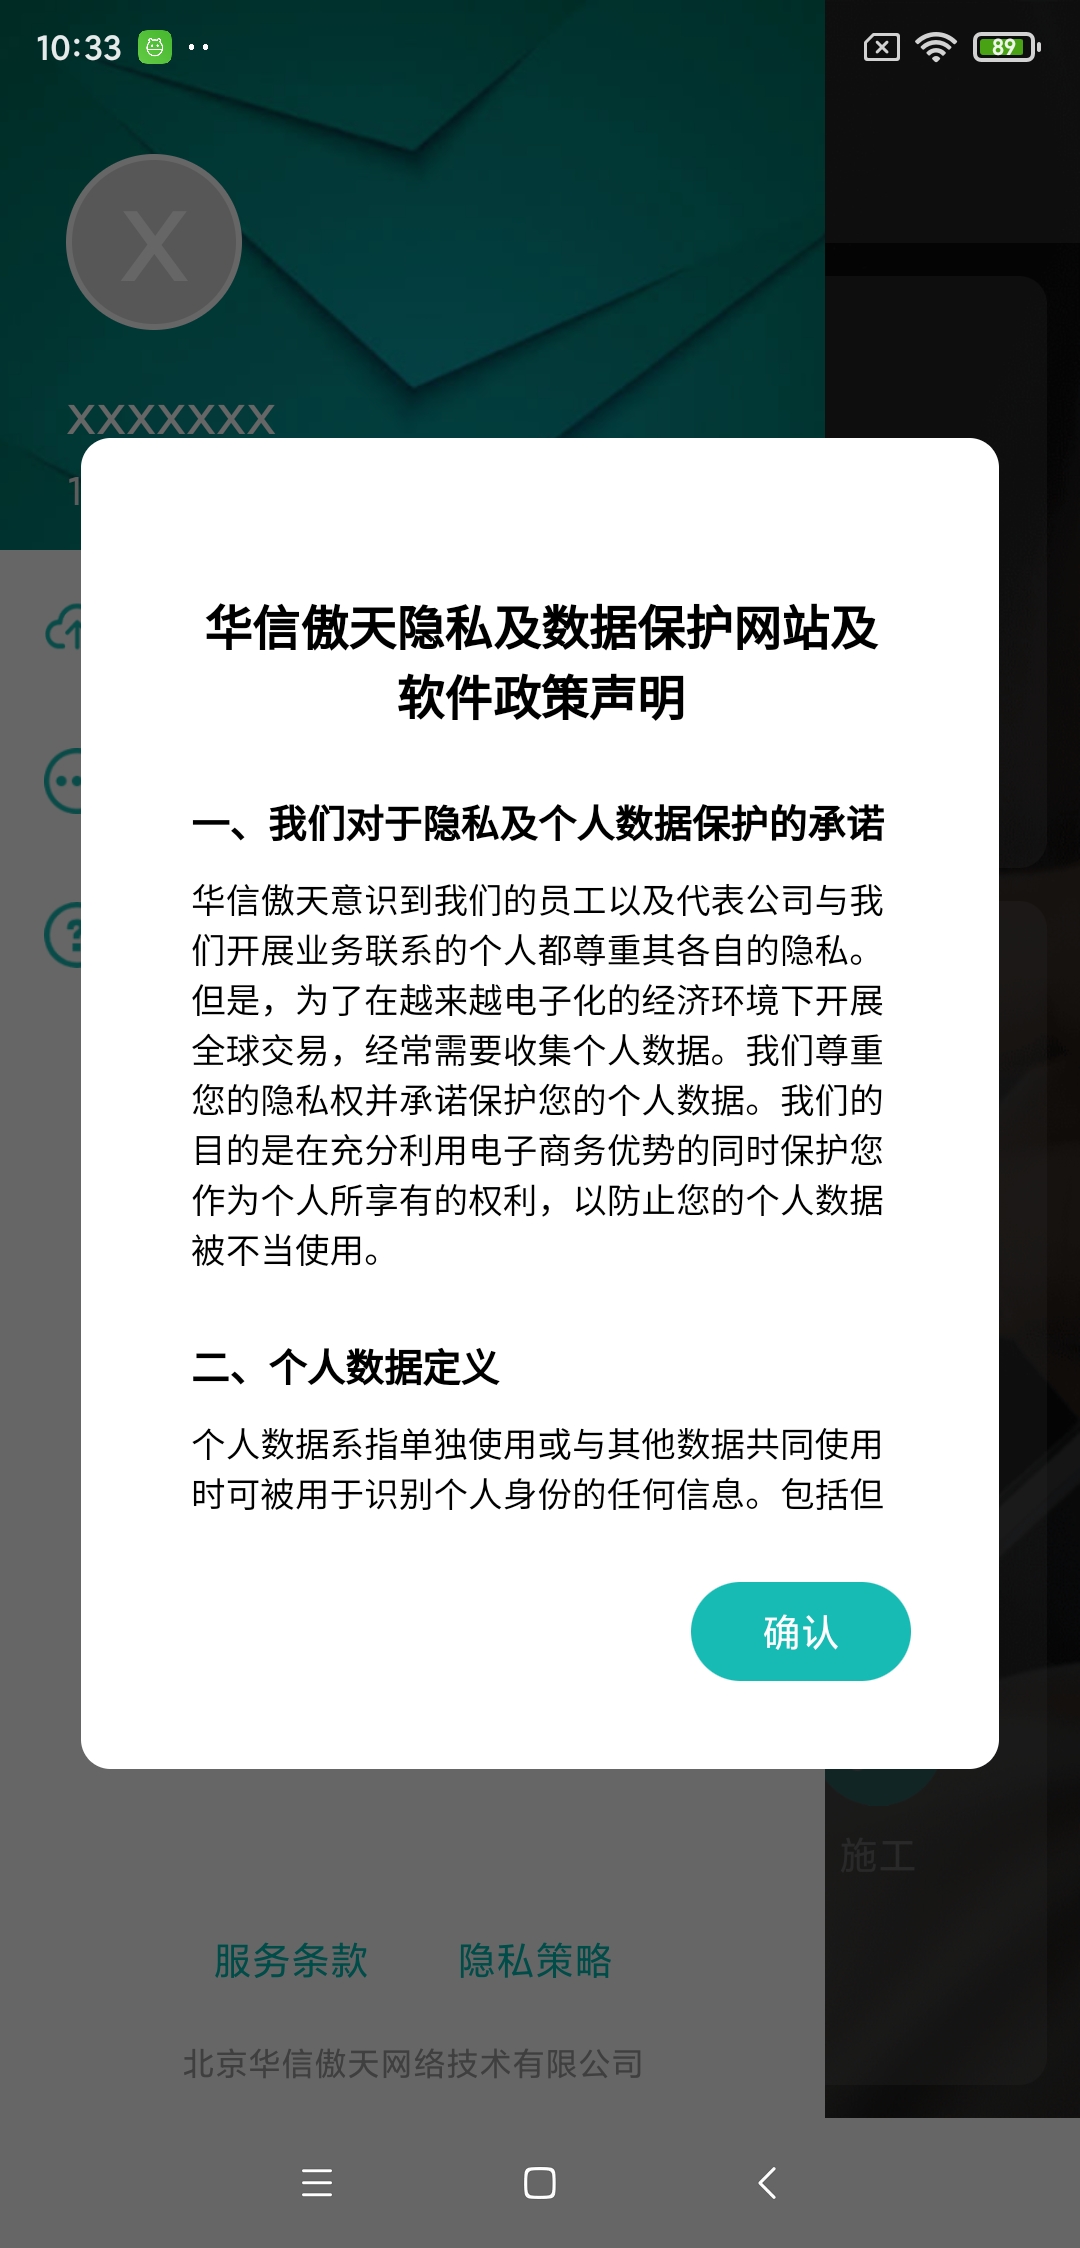 10:33
89
X
XXXXXXX
1
华信傲天隐私及数据保护网站及
软件政策声明
一、我们对于隐私及个人数据保护的承诺
华信傲天意识到我们的员工以及代表公司与我
们开展业务联系的个人都尊重其各自的隐私。
但是，为了在越来越电子化的经济环境下开展
全球交易，经常需要收集个人数据。我们尊重
您的隐私权并承诺保护您的个人数据。我们的
目的是在充分利用电子商务优势的同时保护您
作为个人所享有的权利，以防止您的个人数据
被不当使用。
二、个人数据定义
个人数据系指单独使用或与其他数据共同使用
时可被用于识别个人身份的任何信息。包括但
确认
施工
服务条款 隐私策略
北京华信傲天网络技术有限公司